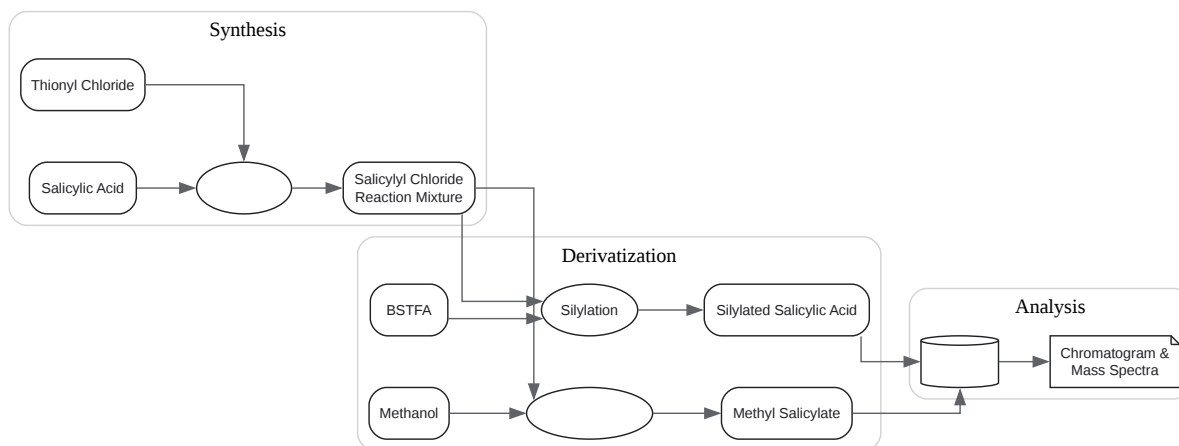 Synthesis
Thionyl Chloride
Salicylic Acid
Salicylyl Chloride
Reaction Mixture
Derivatization
BSTFA
Silylation
Silylated Salicylic Acid
Methanol
Methyl Salicylate
Analysis
Chromatogram &
Mass Spectra